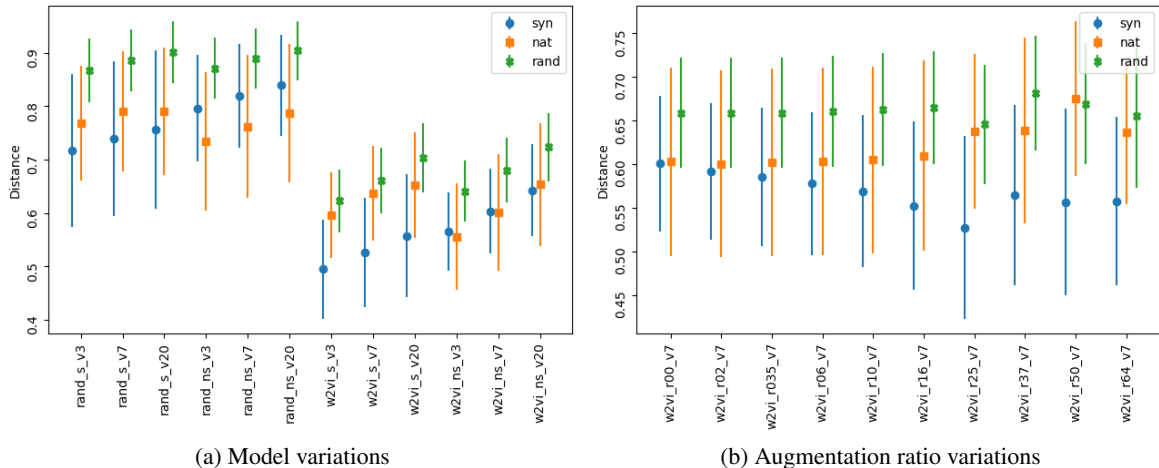 syn
nat
rand
Distance
0.9
0.8
0.7
0.6
0.5
0.4
rand_s_v3
rand_s_v7
rand_s_v20
rand_ns_v3
rand_ns_v7
rand_ns_v20
w2vi_s_v3
w2vi_s_v7
w2vi_s_v20
w2vi_ns_v3
w2vi_ns_v7
w2vi_ns_v20
(a) Model variations
syn
nat
rand
Distance
0.75
0.70
0.65
0.60
0.55
0.50
0.45
w2vi_r00_v7
w2vi_r02_v7
w2vi_r035_v7
w2vi_r06_v7
w2vi_r10_v7
w2vi_r16_v7
w2vi_r25_v7
w2vi_r37_v7
w2vi_r50_v7
w2vi_r64_v7
(b) Augmentation ratio variations